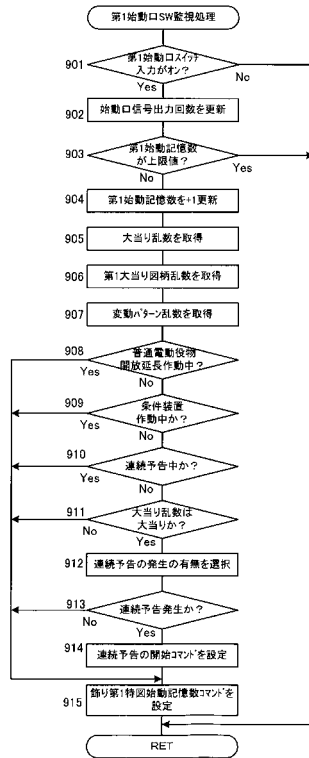 第1始動口SW監視処理
901
第1始動口スイッチ
入力がオン?
No
Yes
902
始動口信号出力回数を更新
903
第1始動記憶数
が上限値?
Yes
No
904
第1始動記憶数を+1更新
905
大当り乱数を取得
906
第1大当り図柄乱数を取得
907
変動パターン乱数を取得
908
普通電動役物
開放延長作動中?
Yes
No
909
条件装置
作動中か?
Yes
No
910
連続予告中か?
Yes
No
911
大当り乱数は
大当りか?
No
Yes
912
連続予告の発生の有無を選択
913
連続予告発生か?
No
Yes
914
連続予告の開始コマンドを設定
915
飾り第1特図始動記憶数コマンドを
設定
RET